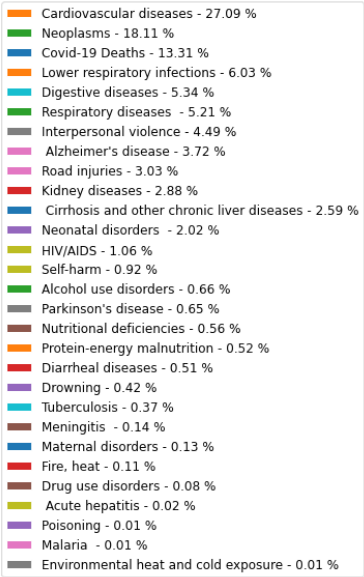 Cardiovascular diseases - 27.09 %
Neoplasms - 18.11 %
Covid-19 Deaths - 13.31 %
Lower respiratory infections - 6.03 %
Digestive diseases - 5.34 %
Respiratory diseases  - 5.21 %
Interpersonal violence - 4.49 %
Alzheimer's disease - 3.72 %
Road injuries - 3.03 %
Kidney diseases - 2.88 %
Cirrhosis and other chronic liver diseases - 2.59 %
Neonatal disorders  - 2.02 %
HIV/AIDS - 1.06 %
Self-harm - 0.92 %
Alcohol use disorders - 0.66 %
Parkinson's disease - 0.65 %
Nutritional deficiencies - 0.56 %
Protein-energy malnutrition - 0.52 %
Diarrheal diseases - 0.51 %
Drowning - 0.42 %
Tuberculosis - 0.37 %
Meningitis  - 0.14 %
Maternal disorders - 0.13 %
Fire, heat - 0.11 %
Drug use disorders - 0.08 %
Acute hepatitis - 0.02 %
Poisoning - 0.01 %
Malaria  - 0.01 %
Environmental heat and cold exposure - 0.01 %